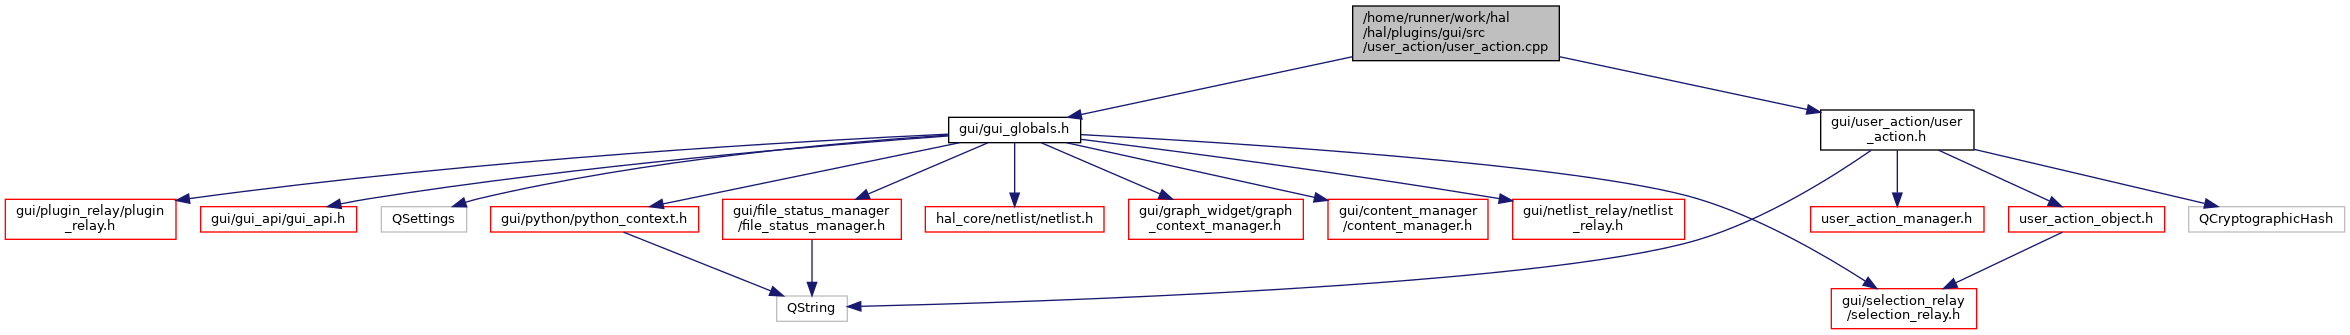 /home/runner/work/hal
/hal/plugins/gui/src
/user_action/user_action.cpp
gui/gui_globals.h
gui/user_action/user
_action.h
gui/plugin_relay/plugin
_relay.h
gui/gui_api/gui_api.h
QSettings
gui/python/python_context.h
gui/file_status_manager
/file_status_manager.h
hal_core/netlist/netlist.h
gui/graph_widget/graph
_context_manager.h
gui/content_manager
/content_manager.h
gui/netlist_relay/netlist
_relay.h
user_action_manager.h
user_action_object.h
QCryptographicHash
QString
gui/selection_relay
/selection_relay.h